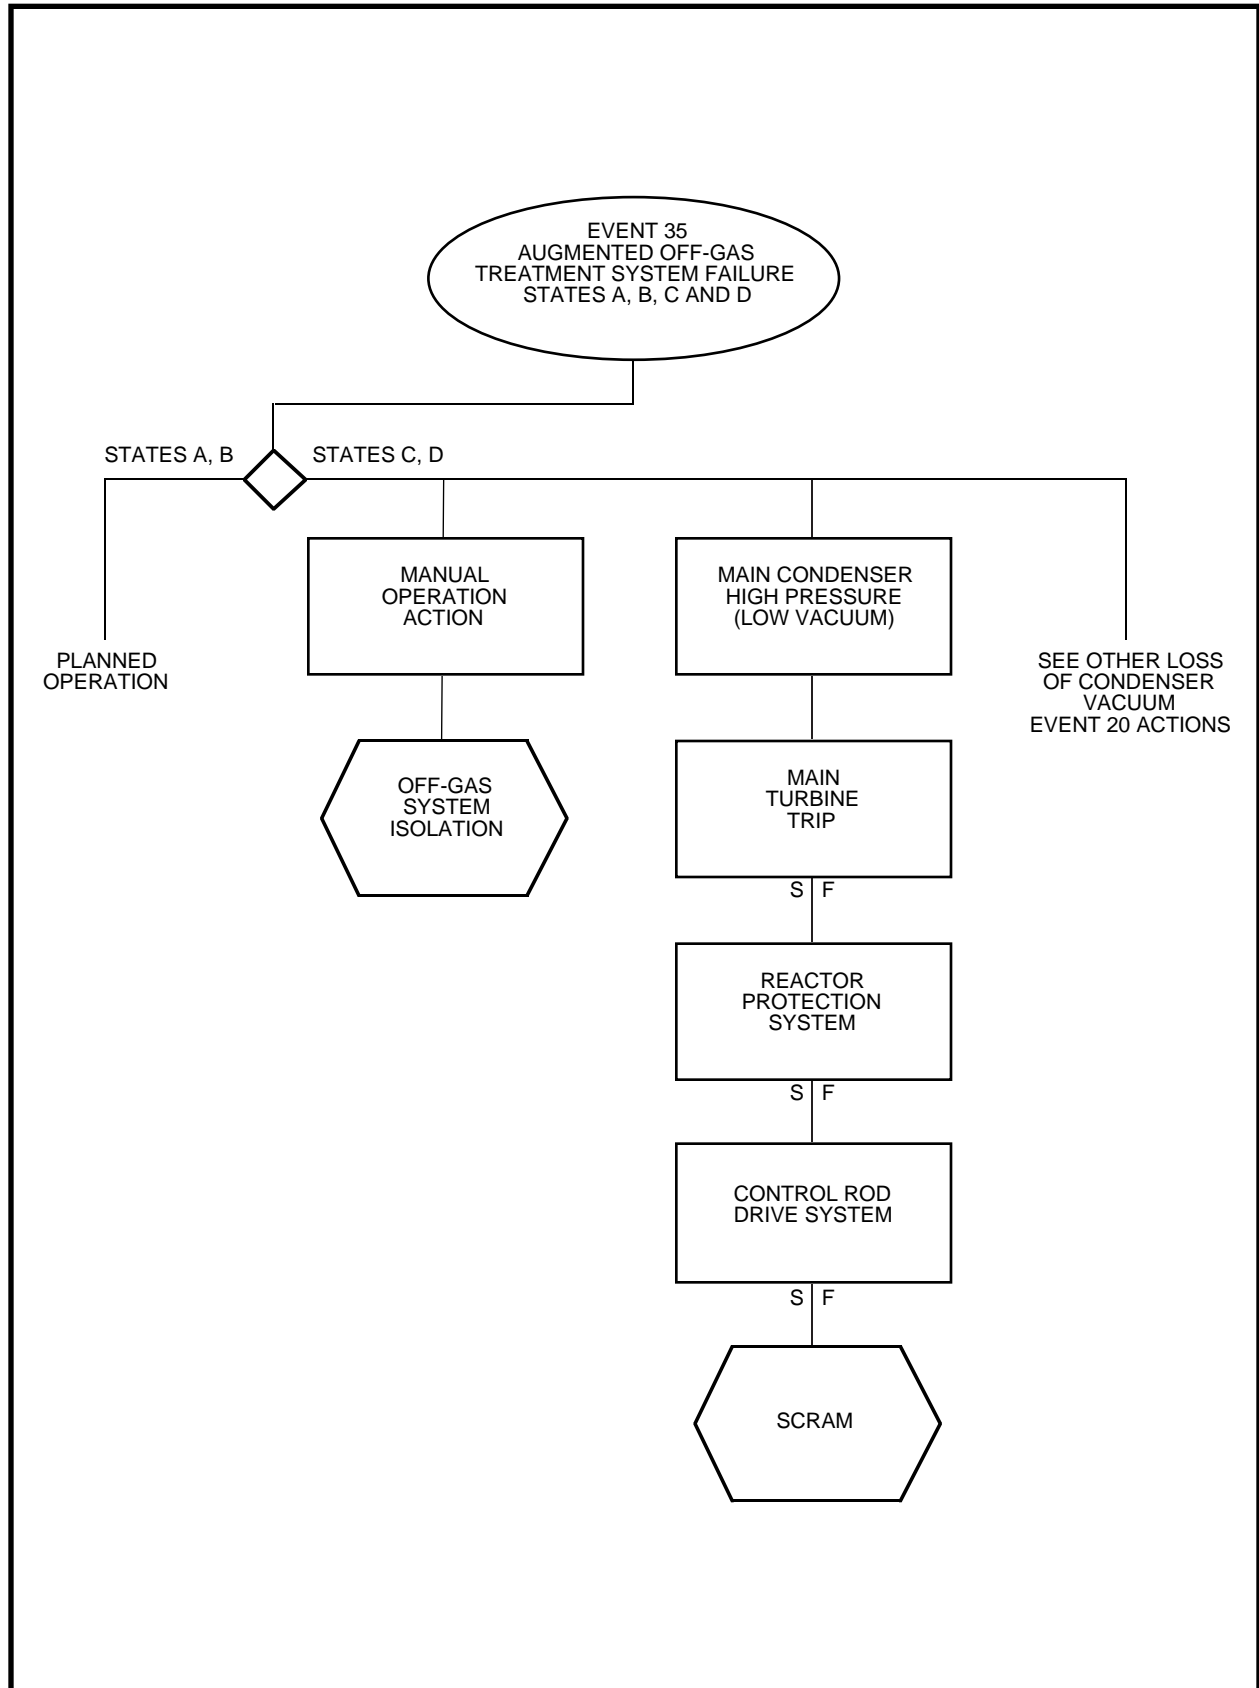 EVENT 35
AUGMENTED OFF-GAS
TREATMENT SYSTEM FAILURE
STATES A, B, C AND D
STATES A, B
STATES C, D
PLANNED
OPERATION
MANUAL
OPERATION
ACTION
OFF-GAS
SYSTEM
ISOLATION
MAIN CONDENSER
HIGH PRESSURE
(LOW VACUUM)
MAIN
TURBINE
TRIP
S F
REACTOR
PROTECTION
SYSTEM
S F
CONTROL ROD
DRIVE SYSTEM
S F
SCRAM
SEE OTHER LOSS
OF CONDENSER
VACUUM
EVENT 20 ACTIONS